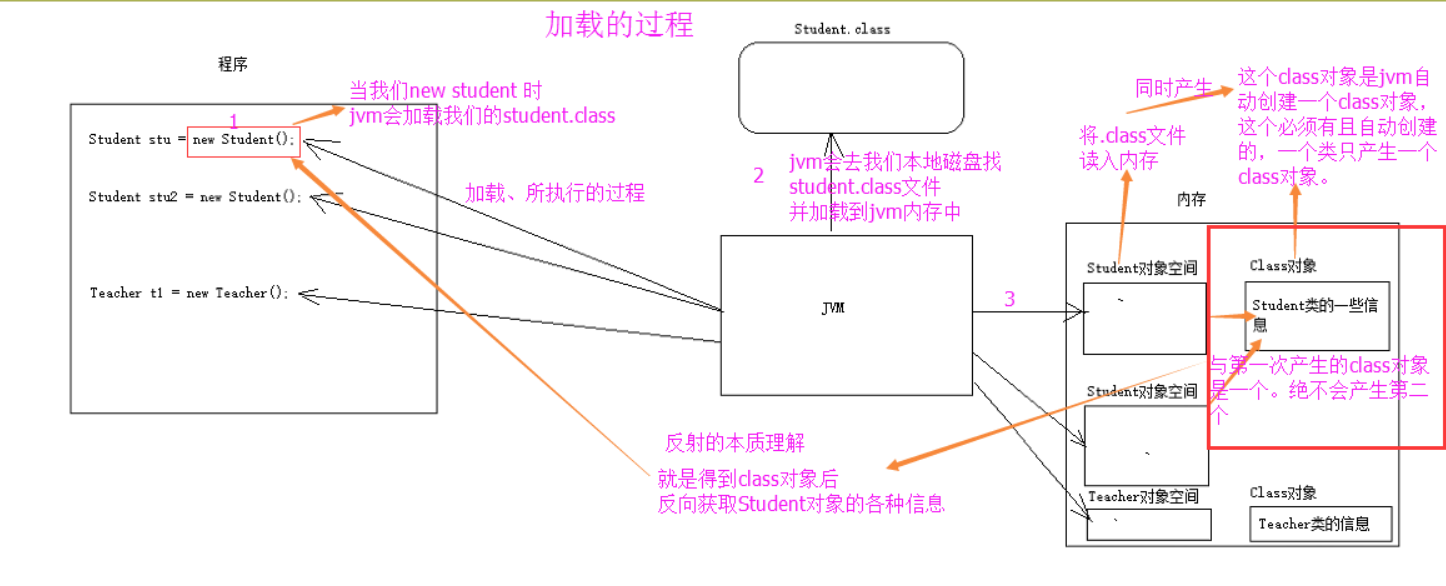 加载的过程
Student.class
程序
当我们new student 时
jvm会加载我们的student.class
1
Student stu = new Student();
Student stu2 = new Student();
Teacher t1 = new Teacher();
加载、所执行的过程
2
jvm会去我们本地磁盘找
student.class文件
并加载到jvm内存中
JVM
3
同时产生
将.class文件
读入内存
这个class对象是jvm自
动创建一个class对象，
这个必须有且自动创建
的，一个类只产生一个
class对象。
内存
Student对象空间
Class对象
Student类的一些信
息
与第一次产生的class对象
是一个。绝不会产生第二
个
Student对象空间
Teacher对象空间
Class对象
Teacher类的信息
反射的本质理解
就是得到class对象后
反向获取Student对象的各种信息